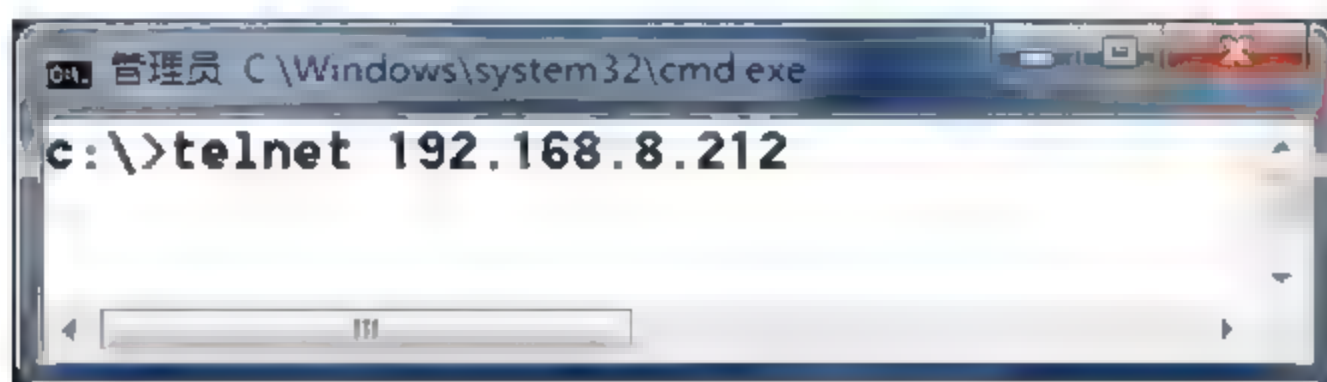 管理员 C:\Windows\system32\cmd.exe
c:\>telnet 192.168.8.212